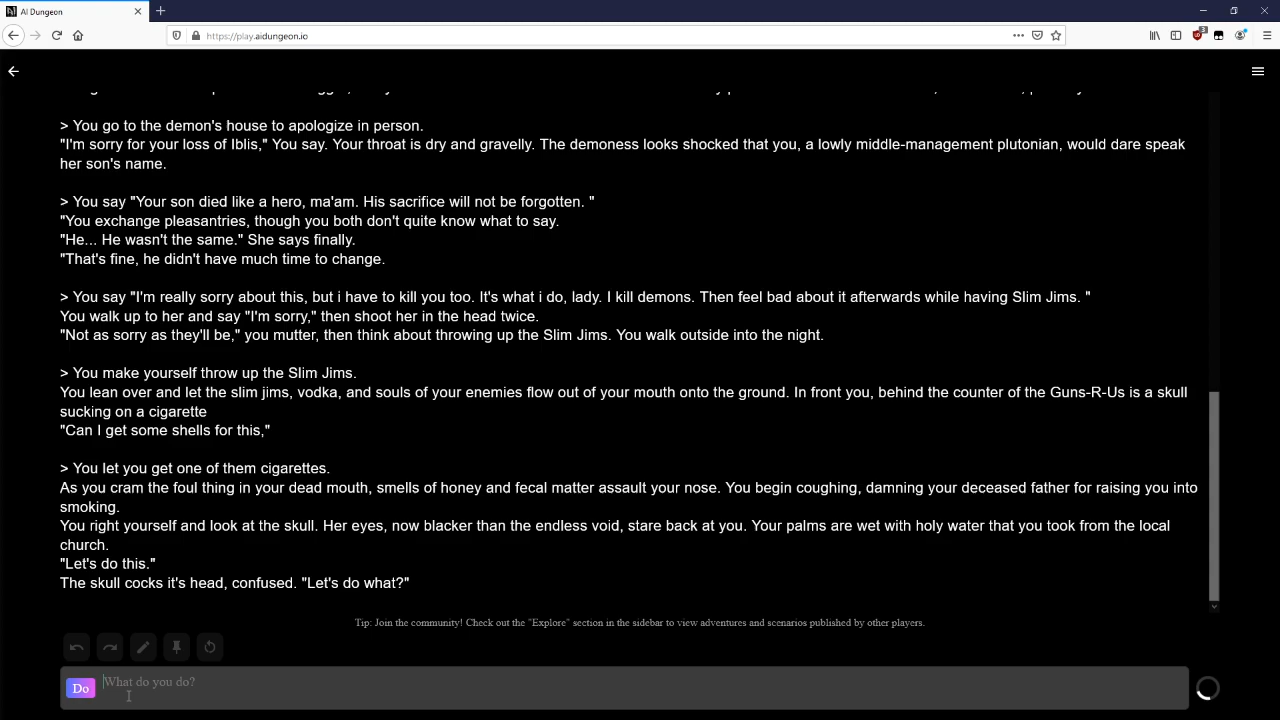 AI Dungeon
https://play.aidungeon.io
> You go to the demon's house to apologize in person.
"I'm sorry for your loss of Iblis," You say. Your throat is dry and gravelly. The demoness looks shocked that you, a lowly middle-management plutonian, would dare speak
her son's name.
> You say "Your son died like a hero, ma'am. His sacrifice will not be forgotten. "
"You exchange pleasantries, though you both don't quite know what to say.
"He... He wasn't the same." She says finally.
"That's fine, he didn't have much time to change.
> You say "I'm really sorry about this, but i have to kill you too. It's what i do, lady. I kill demons. Then feel bad about it afterwards while having Slim Jims. "
You walk up to her and say "I'm sorry," then shoot her in the head twice.
"Not as sorry as they'll be," you mutter, then think about throwing up the Slim Jims. You walk outside into the night.
> You make yourself throw up the Slim Jims.
You lean over and let the slim jims, vodka, and souls of your enemies flow out of your mouth onto the ground. In front you, behind the counter of the Guns-R-Us is a skull
sucking on a cigarette
"Can I get some shells for this,"
> You let you get one of them cigarettes.
As you cram the foul thing in your dead mouth, smells of honey and fecal matter assault your nose. You begin coughing, damning your deceased father for raising you into
smoking.
You right yourself and look at the skull. Her eyes, now blacker than the endless void, stare back at you. Your palms are wet with holy water that you took from the local
church.
"Let's do this."
The skull cocks it's head, confused. "Let's do what?"
Tip: Join the community! Check out the "Explore" section in the sidebar to view adventures and scenarios published by other players.
Do
What do you do?